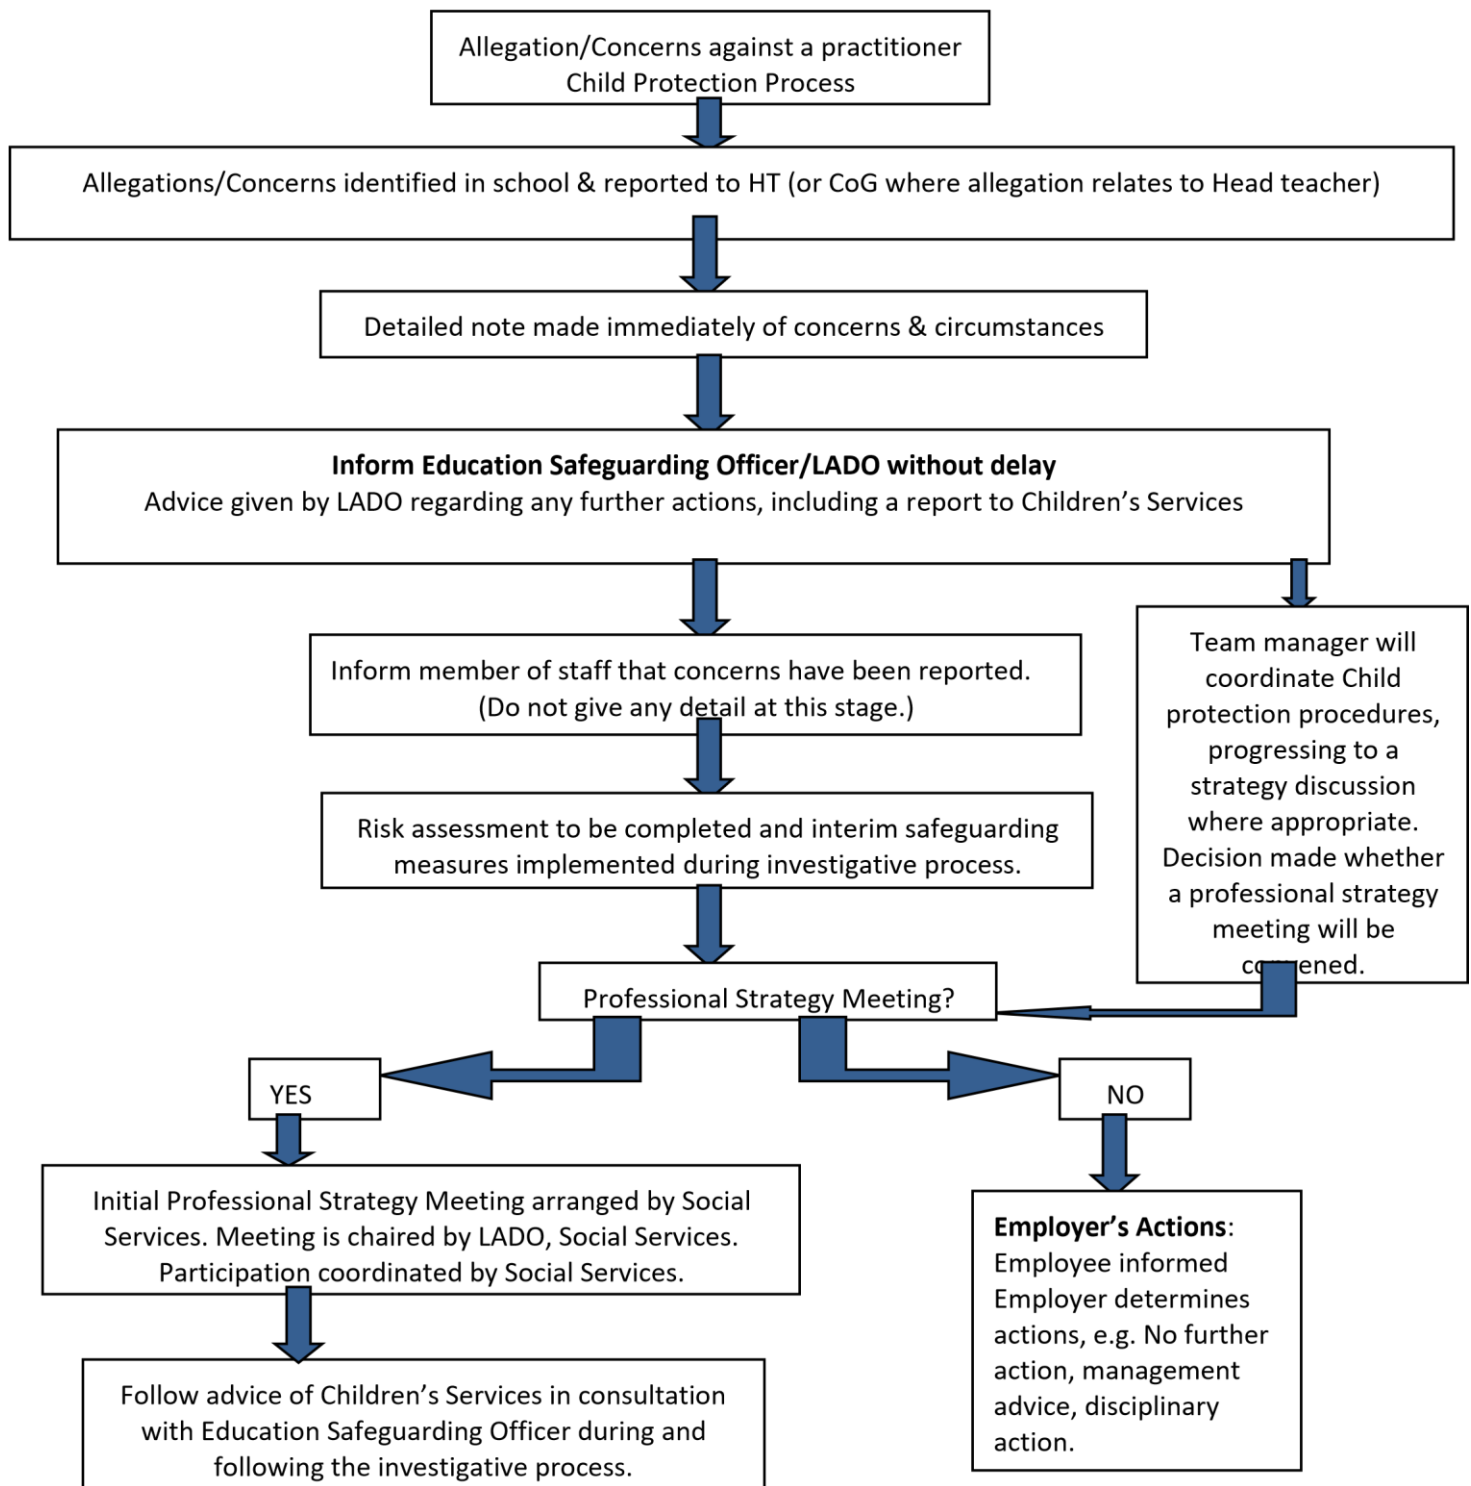 Allegation/Concerns against a practitioner
Child Protection Process
Allegations/Concerns identified in school & reported to HT (or CoG where allegation relates to Head teacher)
Detailed note made immediately of concerns & circumstances
Inform Education Safeguarding Officer/LADO without delay
Advice given by LADO regarding any further actions, including a report to Children’s Services
Inform member of staff that concerns have been reported.
(Do not give any detail at this stage.)
Risk assessment to be completed and interim safeguarding
measures implemented during investigative process.
Team manager will
coordinate Child
protection procedures,
progressing to a
strategy discussion
where appropriate.
Decision made whether
a professional strategy
meeting will be
convened.
Professional Strategy Meeting?
YES
NO
Initial Professional Strategy Meeting arranged by Social
Services. Meeting is chaired by LADO, Social Services.
Participation coordinated by Social Services.
Follow advice of Children’s Services in consultation
with Education Safeguarding Officer during and
following the investigative process.
Employer’s Actions:
Employee informed
Employer determines
actions, e.g. No further
action, management
advice, disciplinary
action.